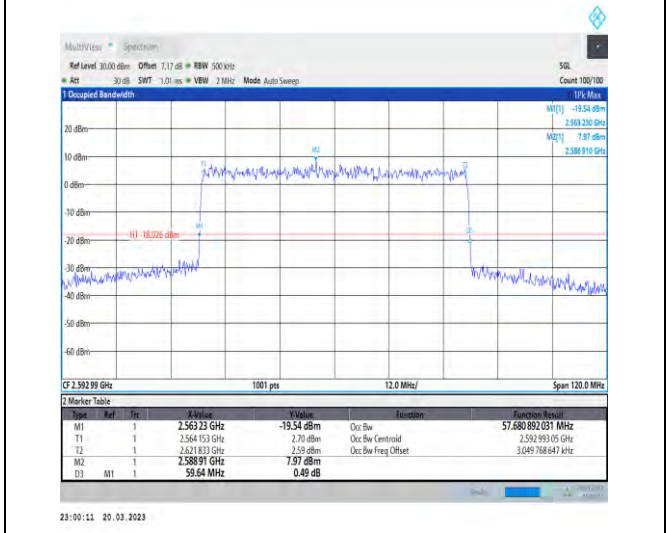 MultiView Spectrum
Ref Level 30.00 dBm Offset 7.17 dB RBW 500 kHz SGL
Att 30 dB SWT 1.01 ms VBW 2 MHz Mode Auto Sweep Count 100/100
1 Occupied Bandwidth 1Pk Max
M1[1] -19.54 dBm
2.563 230 GHz
M2[1] 7.97 dBm
2.588 910 GHz
20 dBm
M2
10 dBm
T1
0 dBm
-10 dBm
M1
H1 -18.026 dBm
-20 dBm
-30 dBm
-40 dBm
-50 dBm
-60 dBm
CF 2.592 99 GHz 1001 pts 12.0 MHz/ Span 120.0 MHz
2 Marker Table
Type Ref Trc X-Value Y-Value Function Function Result
M1 1 2.563 23 GHz -19.54 dBm Occ Bw 57.680 892 031 MHz
T1 1 2.564 153 GHz 2.70 dBm Occ Bw Centroid 2.592 993 05 GHz
T2 1 2.621 833 GHz 2.59 dBm Occ Bw Freq Offset 3.049 768 647 kHz
M2 1 2.588 91 GHz 7.97 dBm
D3 M1 1 59.64 MHz 0.49 dB
23:00:11 20.03.2023